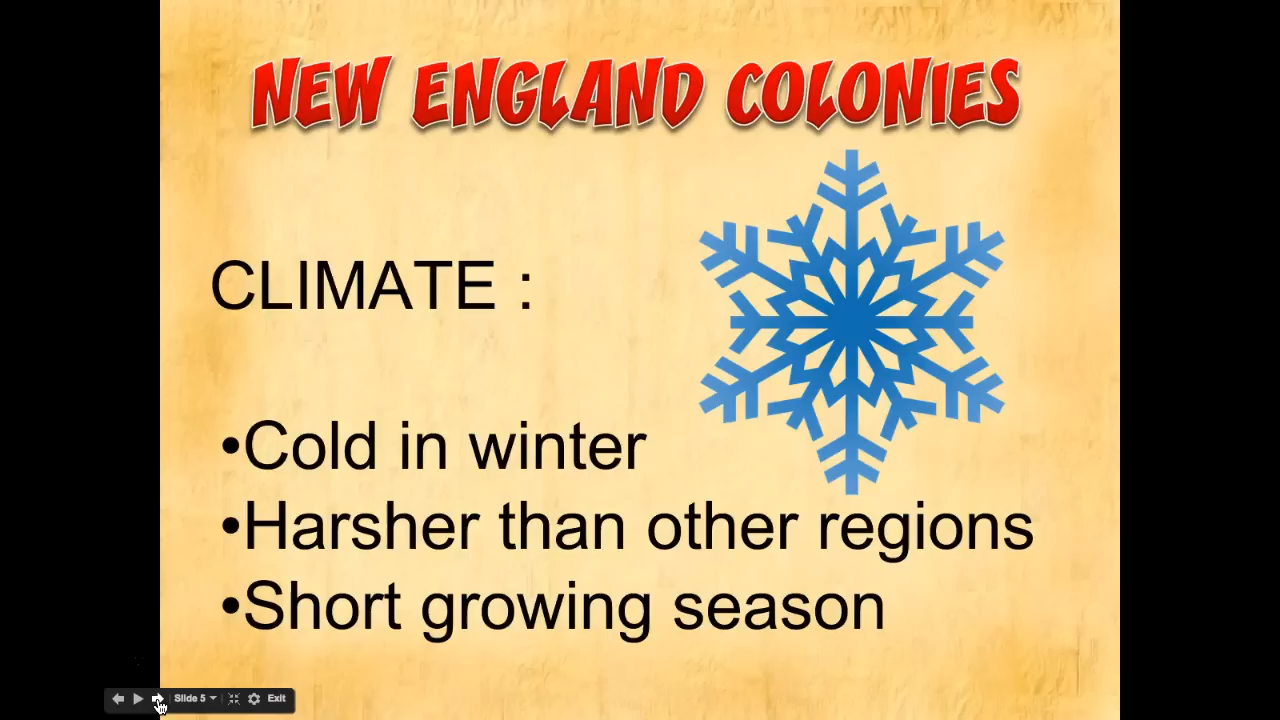 NEW ENGLAND COLONIES
CLIMATE :
•Cold in winter
•Harsher than other regions
•Short growing season
Slide 5 Exit